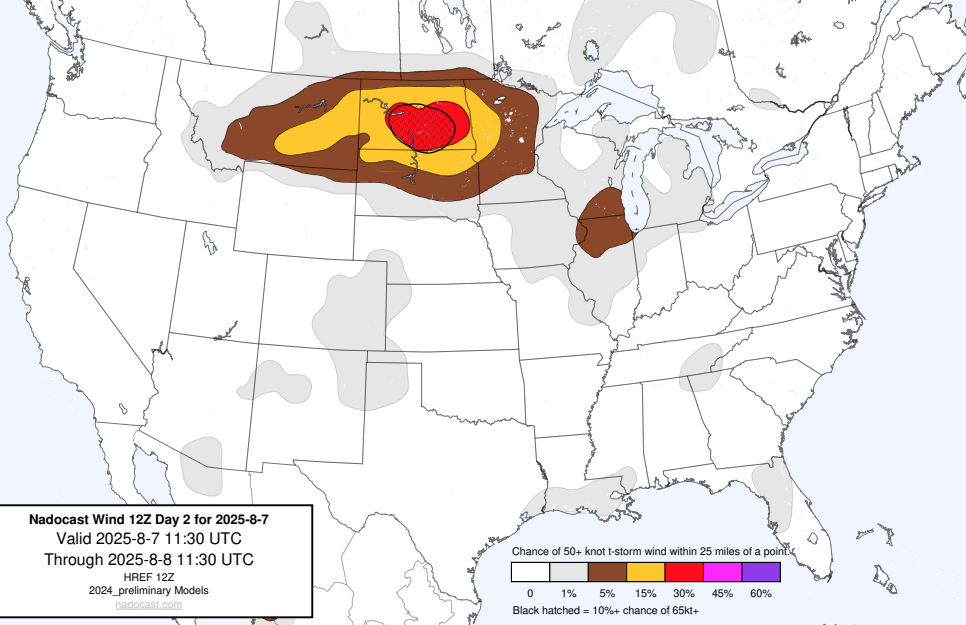 Nadocast Wind 12Z Day 2 for 2025-8-7
Valid 2025-8-7 11:30 UTC
Through 2025-8-8 11:30 UTC
HREF 12Z
2024_preliminary Models
nadocast.com
Chance of 50+ knot t-storm wind within 25 miles of a point.
0 1% 5% 15% 30% 45% 60%
Black hatched = 10%+ chance of 65kt+